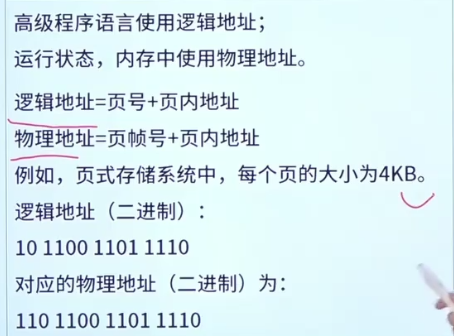 高级程序语言使用逻辑地址；
运行状态，内存中使用物理地址。
逻辑地址=页号+页内地址
物理地址=页帧号+页内地址
例如，页式存储系统中，每个页的大小为4KB。
逻辑地址（二进制）：
10 1100 1101 1110
对应的物理地址（二进制）为：
110 1100 1101 1110